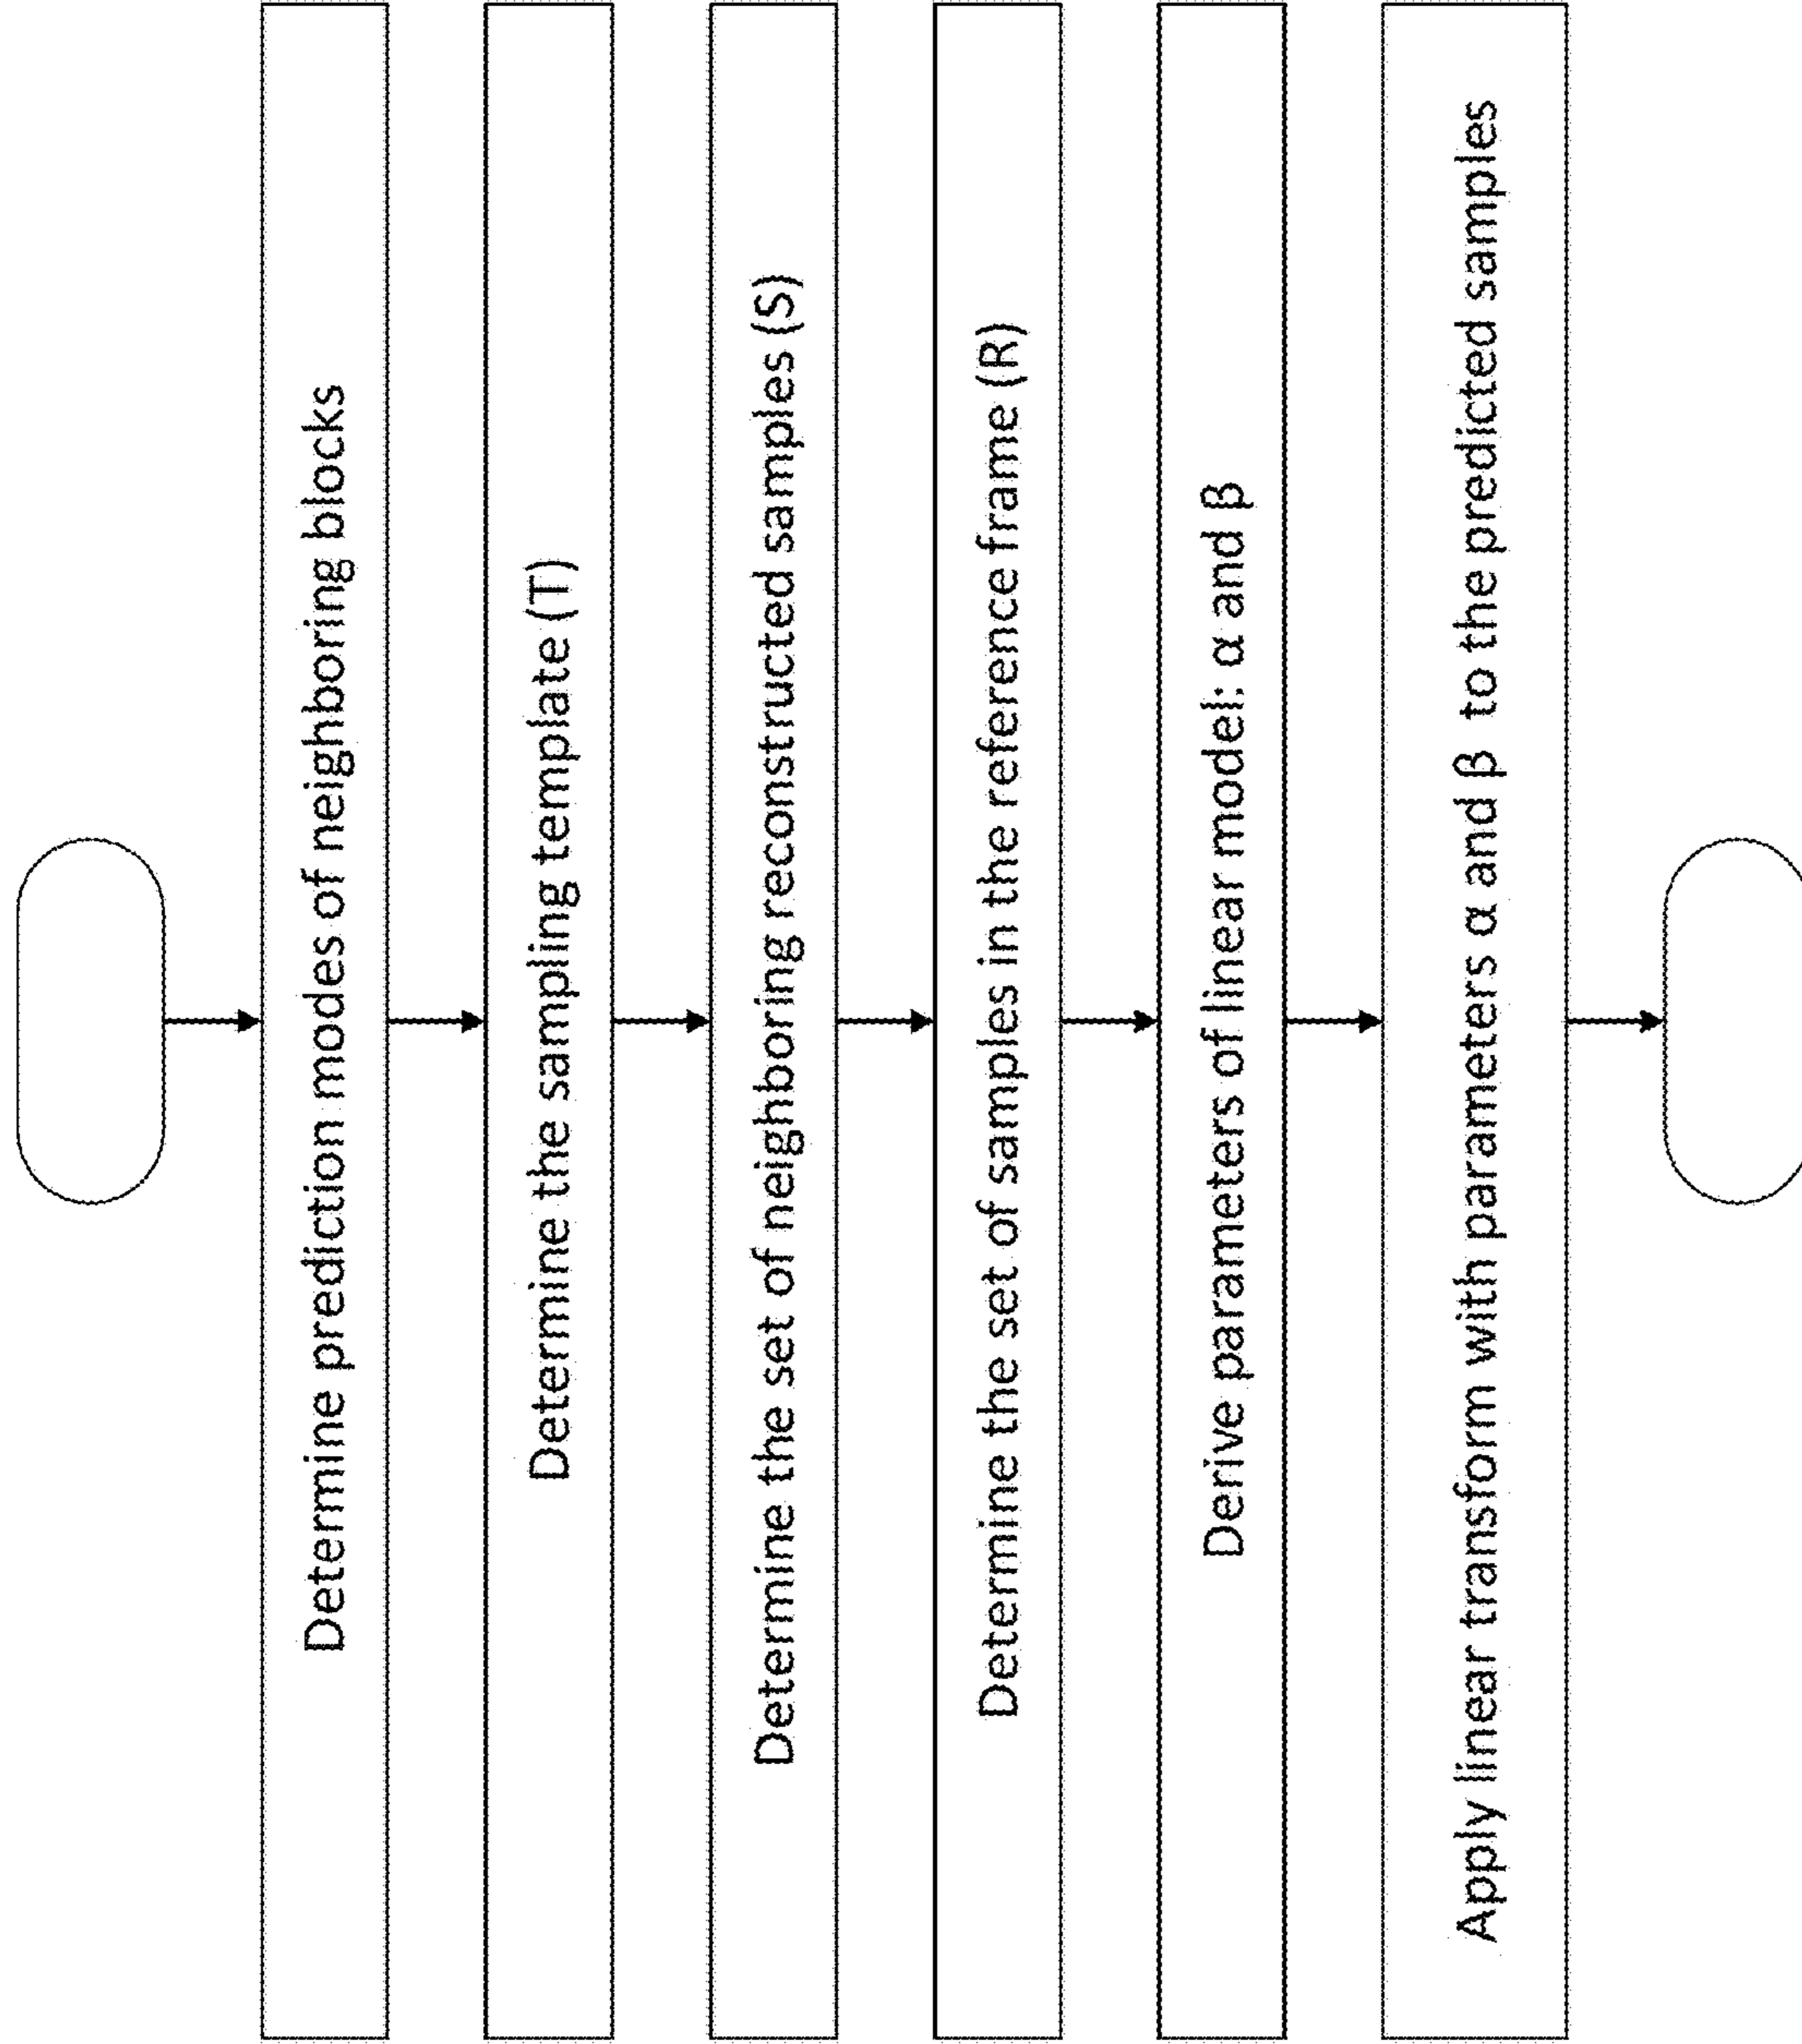 Determine prediction modes of neighboring blocks
Determine the sampling template (T)
Determine the set of neighboring reconstructed samples (S)
Determine the set of samples in the reference frame (R)
Derive parameters of linear model: α and β
Apply linear transform with parameters α and β to the predicted samples